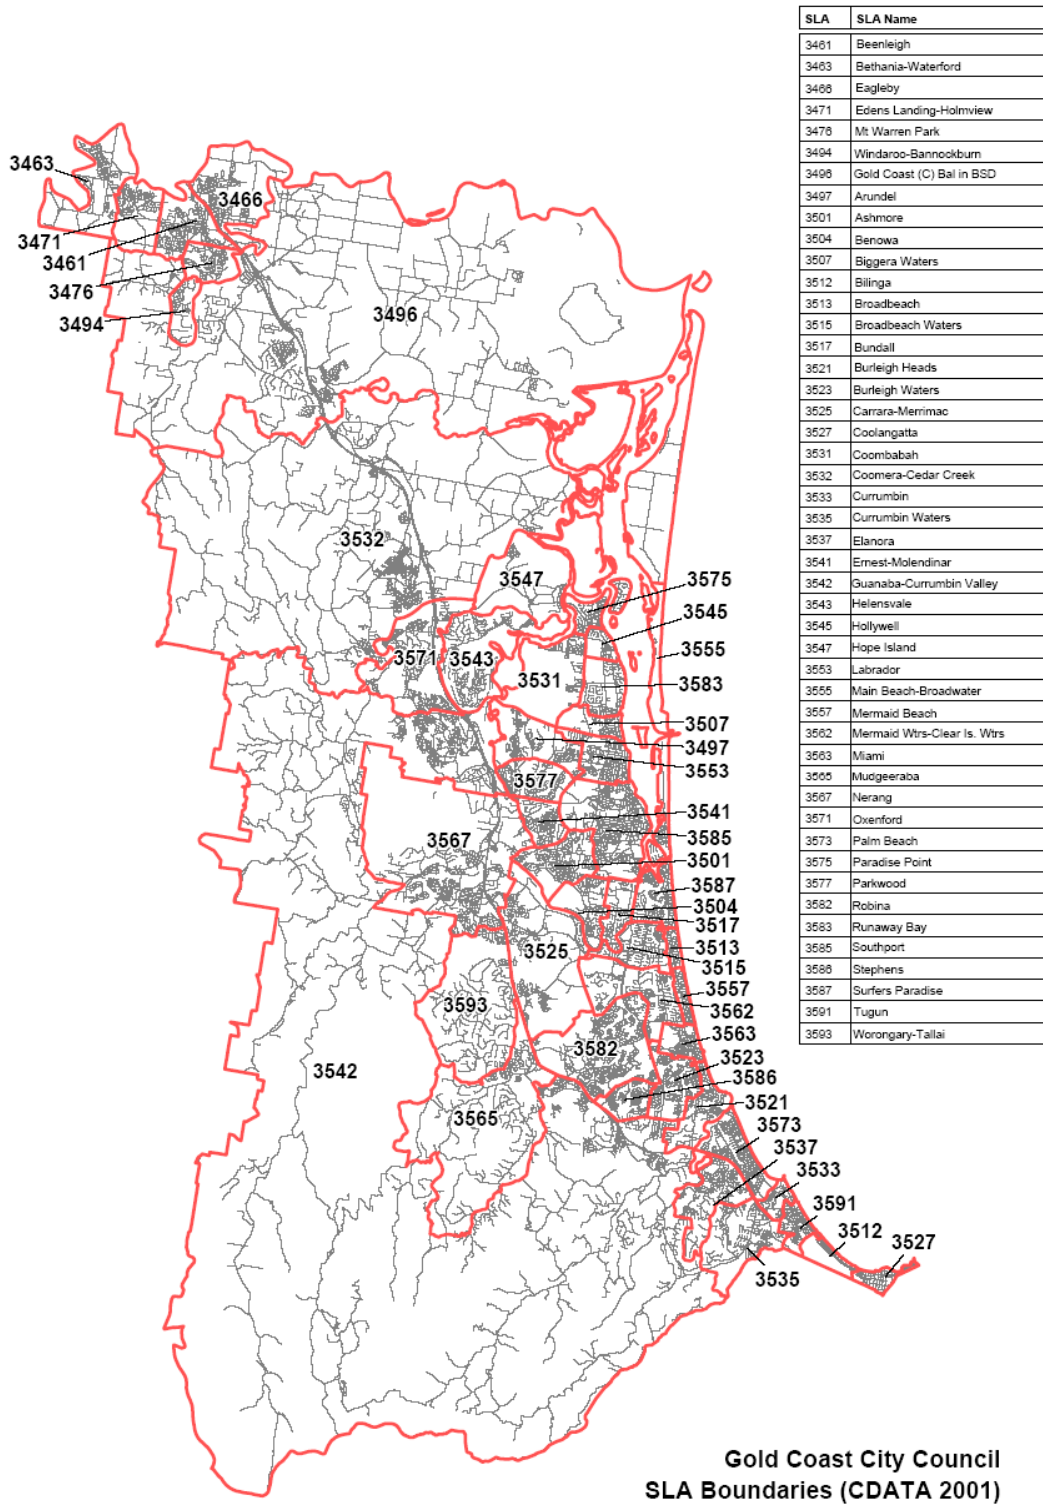 SLA SLA Name
3461 Beenleigh
3463 Bethania-Waterford
3466 Eagleby
3471 Edens Landing-Holmview
3476 Mt Warren Park
3494 Windaroo-Bannockburn
3496 Gold Coast (C) Bal in BSD
3497 Arundel
3501 Ashmore
3504 Benowa
3507 Biggera Waters
3512 Bilinga
3513 Broadbeach
3515 Broadbeach Waters
3517 Bundall
3521 Burleigh Heads
3523 Burleigh Waters
3525 Carrara-Merrimac
3527 Coolangatta
3531 Coombabah
3532 Coomera-Cedar Creek
3533 Currumbin
3535 Currumbin Waters
3537 Elanora
3541 Ernest-Molendinar
3542 Guanaba-Currumbin Valley
3543 Helensvale
3545 Hollywell
3547 Hope Island
3553 Labrador
3555 Main Beach-Broadwater
3557 Mermaid Beach
3562 Mermaid Wtrs-Clear Is. Wtrs
3563 Miami
3565 Mudgeeraba
3567 Nerang
3571 Oxenford
3573 Palm Beach
3575 Paradise Point
3577 Parkwood
3582 Robina
3583 Runaway Bay
3585 Southport
3586 Stephens
3587 Surfers Paradise
3591 Tugun
3593 Worongary-Tallai
3463
3466
3471
3461
3476
3494
3496
3532
3547
3575
3545
3571
3543
3555
3531
3583
3507
3497
3553
3577
3541
3585
3567
3501
3587
3504
3517
3525
3513
3515
3557
3593
3562
3563
3582
3523
3542
3586
3521
3565
3573
3537
3533
3591
3512
3527
3535
Gold Coast City Council
SLA Boundaries (CDATA 2001)